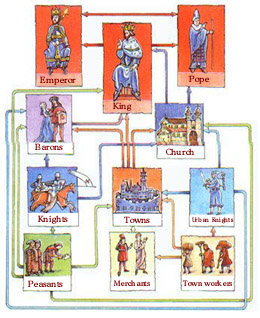 Emperor
King
Pope
Barons
Church
Knights
Towns
Urban Knights
Peasants
Merchants
Town workers